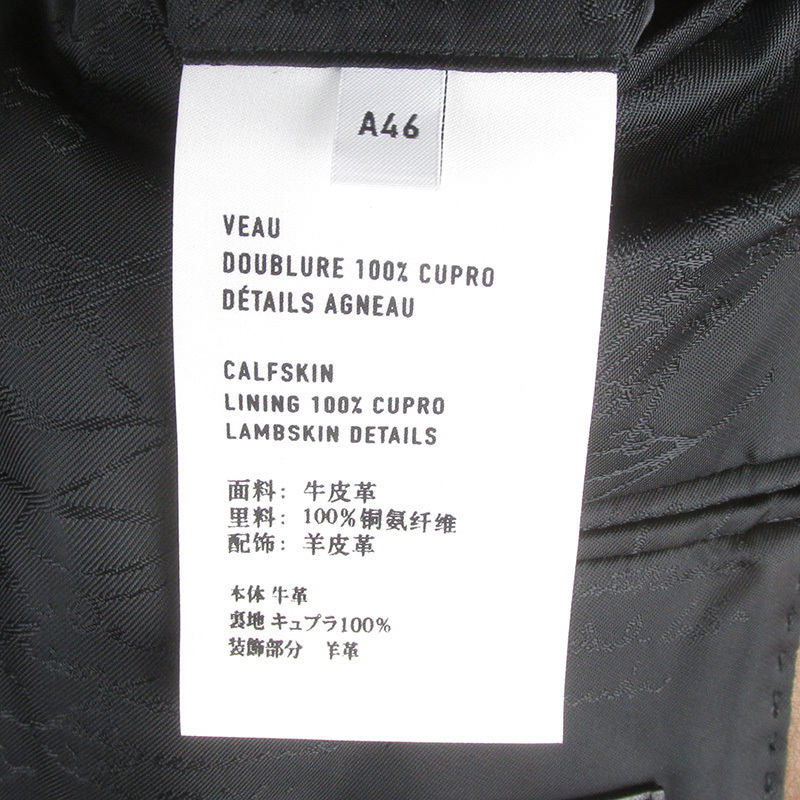 A46
VEAU
DOUBLURE 100% CUPRO
DÉTAILS AGNEAU
CALFSKIN
LINING 100% CUPRO
LAMBSKIN DETAILS
面料: 牛皮革
里料: 100%铜氨纤维
配饰: 羊皮革
本体 牛革
裏地 キュプラ100%
装飾部分 羊革